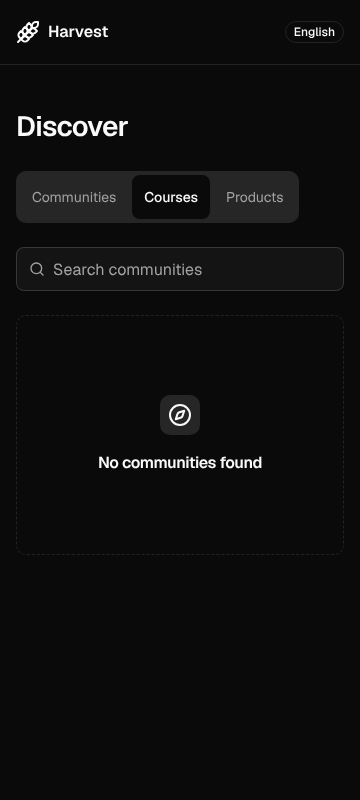 Harvest
English
Discover
Communities
Courses
Products
Search communities
No communities found